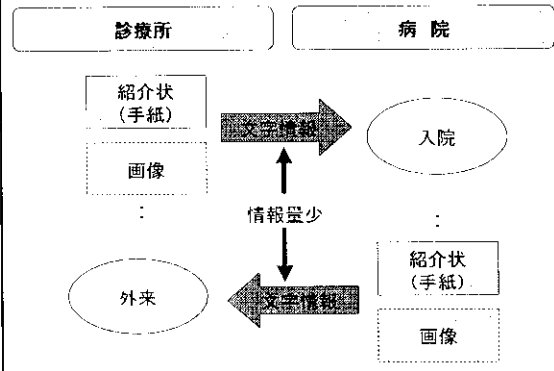 診療所
病院
紹介状
(手紙)
文字情報
入院
画像
:
情報量少
:
紹介状
(手紙)
外来
文字情報
画像